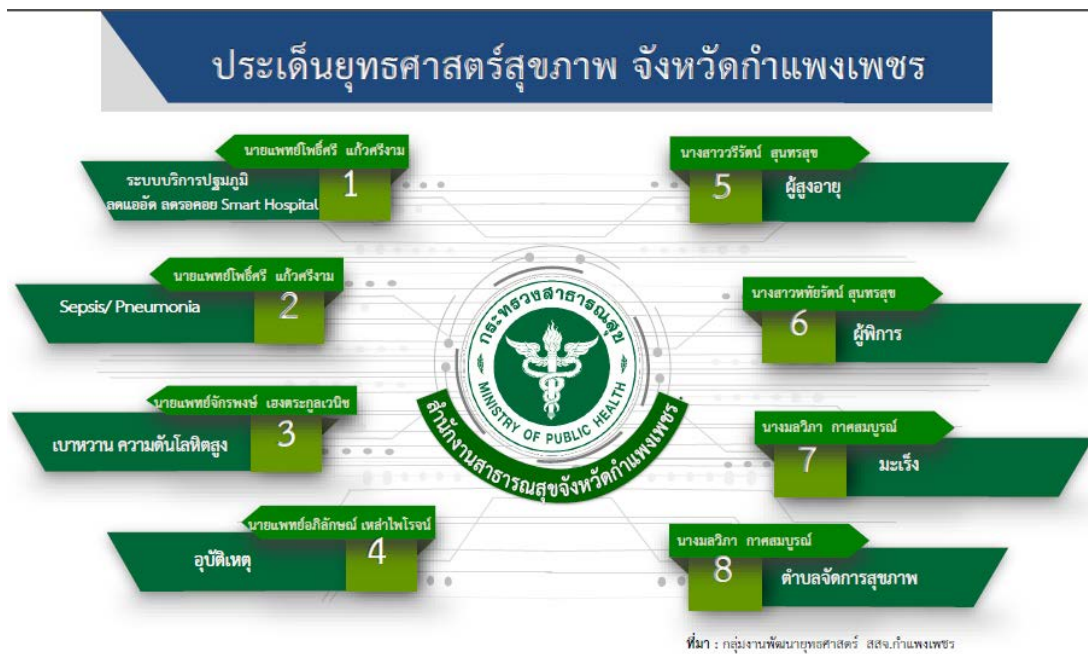 ประเด็นยุทธศาสตร์สุขภาพ จังหวัดกำแพงเพชร
นายแพทย์โพธิ์ศรี แก้วศรีงาม
1
ระบบบริการปฐมภูมิ
ลดแออัด ลดรอคอย Smart Hospital
นายแพทย์โพธิ์ศรี แก้วศรีงาม
2
Sepsis/ Pneumonia
นายแพทย์จักรพงษ์ เฮงตระกูลเวนิช
3
เบาหวาน ความดันโลหิตสูง
นายแพทย์อภิลักษณ์ เหล่าไพโรจน์
4
อุบัติเหตุ
กระทรวงสาธารณสุข
MINISTRY OF PUBLIC HEALTH
สำนักงานสาธารณสุขจังหวัดกำแพงเพชร
นางสาววรีรัตน์ สุนทรสุข
5
ผู้สูงอายุ
นางสาวหทัยรัตน์ สุนทรสุข
6
ผู้พิการ
นางมลวิภา กาศสมบูรณ์
7
มะเร็ง
นางมลวิภา กาศสมบูรณ์
8
ตำบลจัดการสุขภาพ
ที่มา : กลุ่มงานพัฒนายุทธศาสตร์ สสจ.กำแพงเพชร